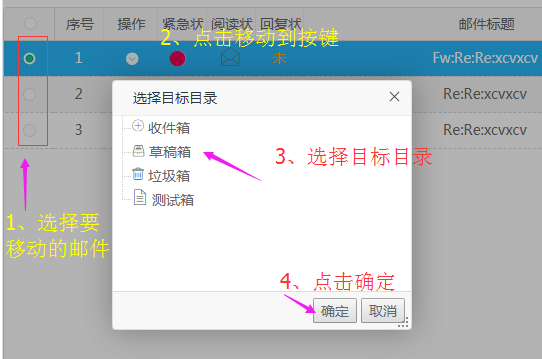 序号 操作 紧急状 阅读状 回复状 邮件标题
2、点击移动到按键
1 未 Fw:Re:Re:xcvxcv
选择目标目录
2 Re:Re:xcvxcv
收件箱
3 Re:Re:xcvxcv
草稿箱
3、选择目标目录
垃圾箱
测试箱
1、选择要
移动的邮件
4、点击确定
确定 取消